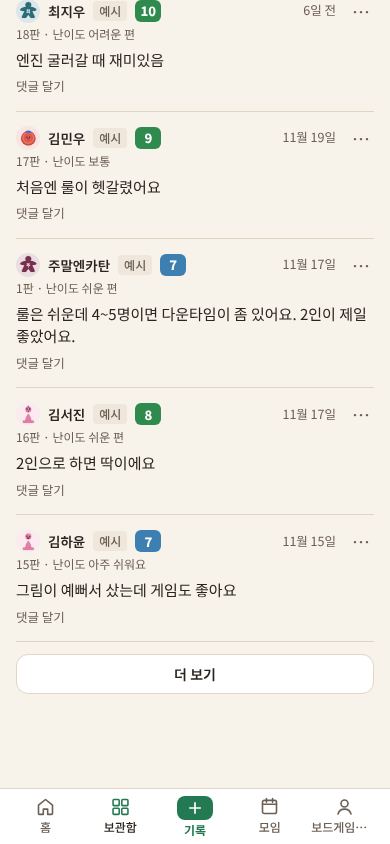 최지우 예시 10 6일 전 ···
18판 · 난이도 어려운 편
엔진 굴러갈 때 재미있음
댓글 달기
김민우 예시 9 11월 19일 ···
17판 · 난이도 보통
처음엔 룰이 헷갈렸어요
댓글 달기
주말엔카탄 예시 7 11월 17일 ···
1판 · 난이도 쉬운 편
룰은 쉬운데 4~5명이면 다운타임이 좀 있어요. 2인이 제일
좋았어요.
댓글 달기
김서진 예시 8 11월 17일 ···
16판 · 난이도 쉬운 편
2인으로 하면 딱이에요
댓글 달기
김하윤 예시 7 11월 15일 ···
15판 · 난이도 아주 쉬워요
그림이 예뻐서 샀는데 게임도 좋아요
댓글 달기
더 보기
홈 보관함 기록 모임 보드게임···